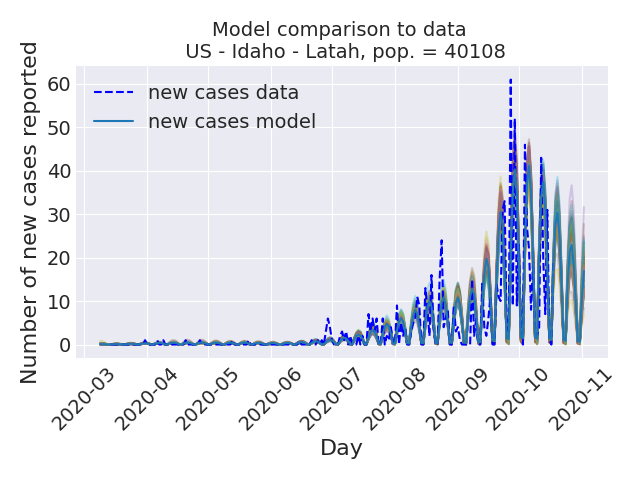 Model comparison to data
US - Idaho - Latah, pop. = 40108
Number of new cases reported
60
50
40
30
20
10
0
new cases data
new cases model
2020-03
2020-04
2020-05
2020-06
2020-07
2020-08
2020-09
2020-10
2020-11
Day